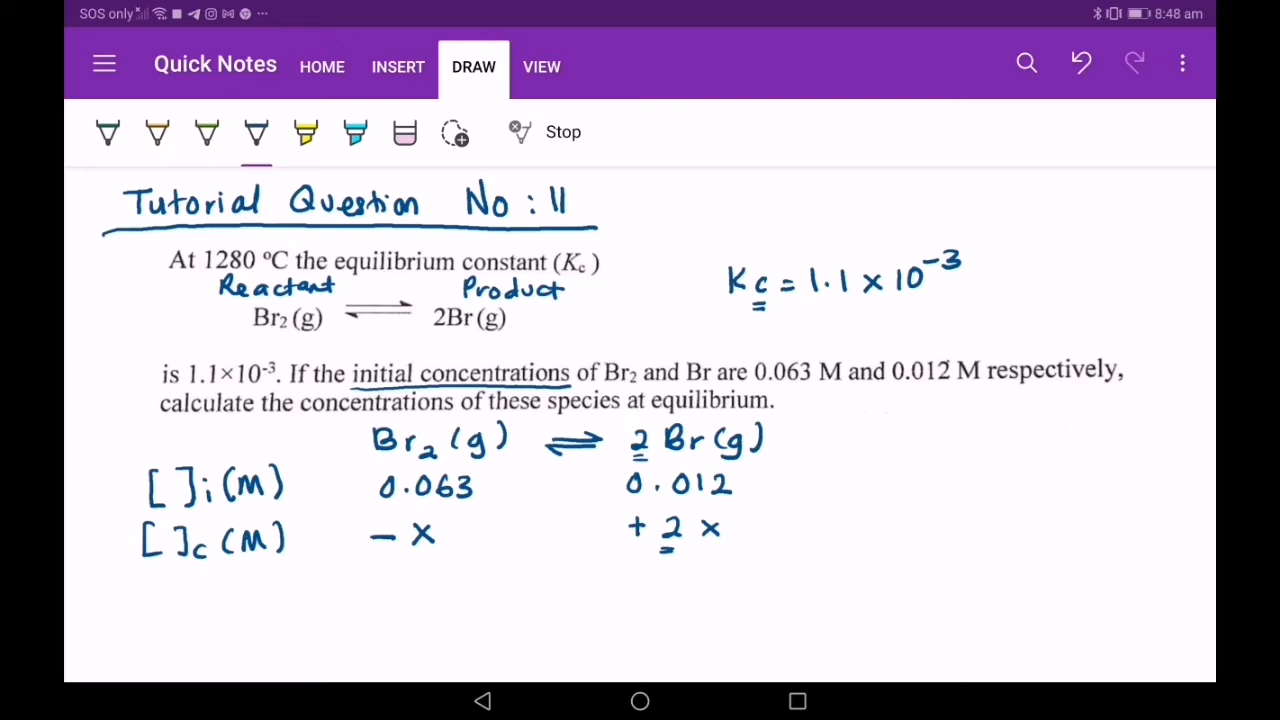 SOS only 8:48 am
Quick Notes HOME INSERT DRAW VIEW
Stop
Tutorial Question No : 11
At 1280 °C the equilibrium constant (Kc )
Reactant Product
Kc = 1.1 x 10⁻³
Br₂ (g) ⇌ 2Br (g)
is 1.1×10⁻³. If the initial concentrations of Br₂ and Br are 0.063 M and 0.012 M respectively,
calculate the concentrations of these species at equilibrium.
Br₂ (g) ⇌ 2 Br (g)
[ ]i (M) 0.063 0.012
[ ]c (M) - x + 2 x